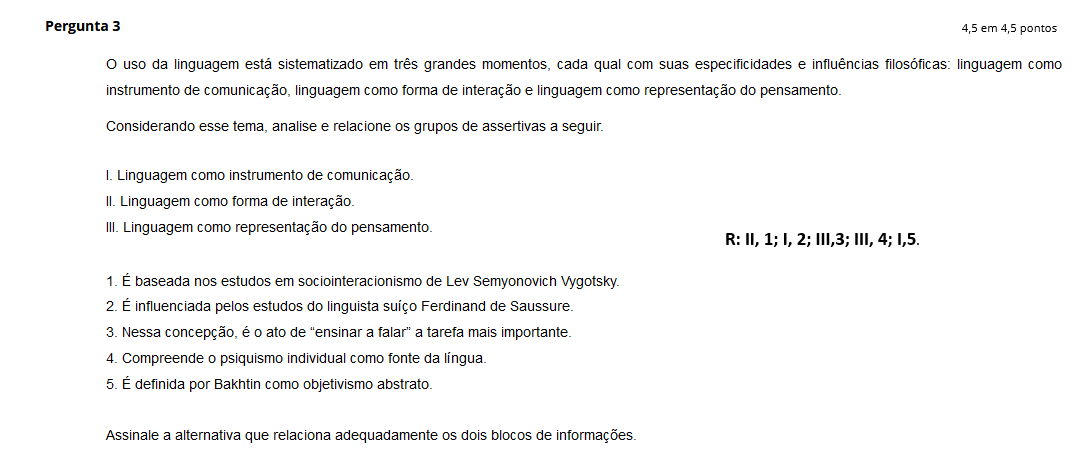 Pergunta 3
4,5 em 4,5 pontos
O uso da linguagem está sistematizado em três grandes momentos, cada qual com suas especificidades e influências filosóficas: linguagem como
instrumento de comunicação, linguagem como forma de interação e linguagem como representação do pensamento.
Considerando esse tema, analise e relacione os grupos de assertivas a seguir.
I. Linguagem como instrumento de comunicação.
II. Linguagem como forma de interação.
III. Linguagem como representação do pensamento.
R: II, 1; I, 2; III,3; III, 4; I,5.
1. É baseada nos estudos em sociointeracionismo de Lev Semyonovich Vygotsky.
2. É influenciada pelos estudos do linguista suíço Ferdinand de Saussure.
3. Nessa concepção, é o ato de “ensinar a falar” a tarefa mais importante.
4. Compreende o psiquismo individual como fonte da língua.
5. É definida por Bakhtin como objetivismo abstrato.
Assinale a alternativa que relaciona adequadamente os dois blocos de informações.